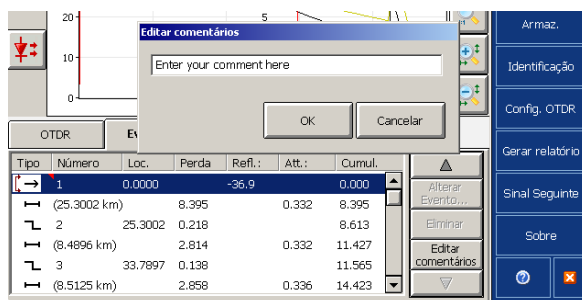 20
5
H
Armaz.
Editar comentários
10
Enter your comment here
Identificação
0
OK
Cancelar
Config. OTDR
OTDR
Ev
Gerar relatório
Tipo Número Loc. Perda Refl.: Att.: Cumul.
1 0.0000 -36.9 0.000
Alterar
Evento...
Sinal Seguinte
(25.3002 km) 8.395 0.332 8.395
2 25.3002 0.218 8.613
Eliminar
Sobre
(8.4896 km) 2.814 0.332 11.427
Editar
comentários
3 33.7897 0.138 11.565
(8.5125 km) 2.858 0.336 14.423
?
x